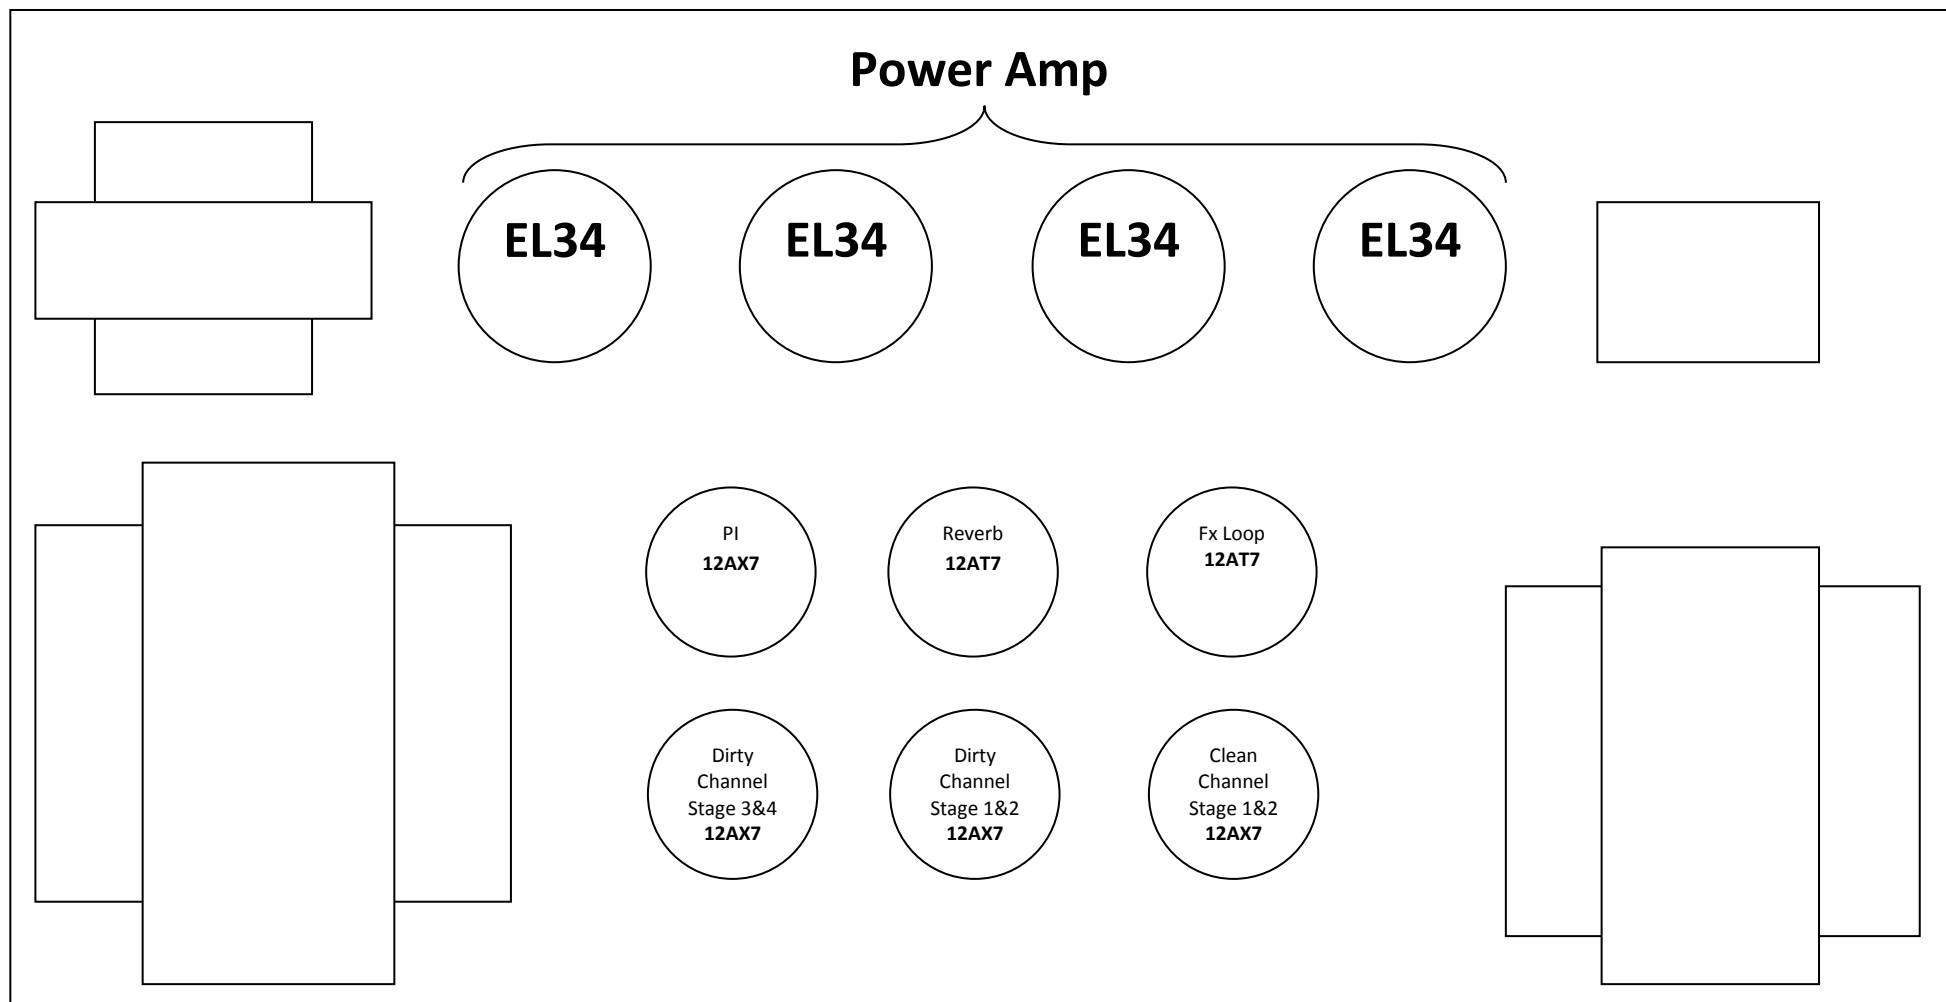 Power Amp
EL34
EL34
EL34
EL34
PI
12AX7
Reverb
12AT7
Fx Loop
12AT7
Dirty
Channel
Stage 3&4
12AX7
Dirty
Channel
Stage 1&2
12AX7
Clean
Channel
Stage 1&2
12AX7